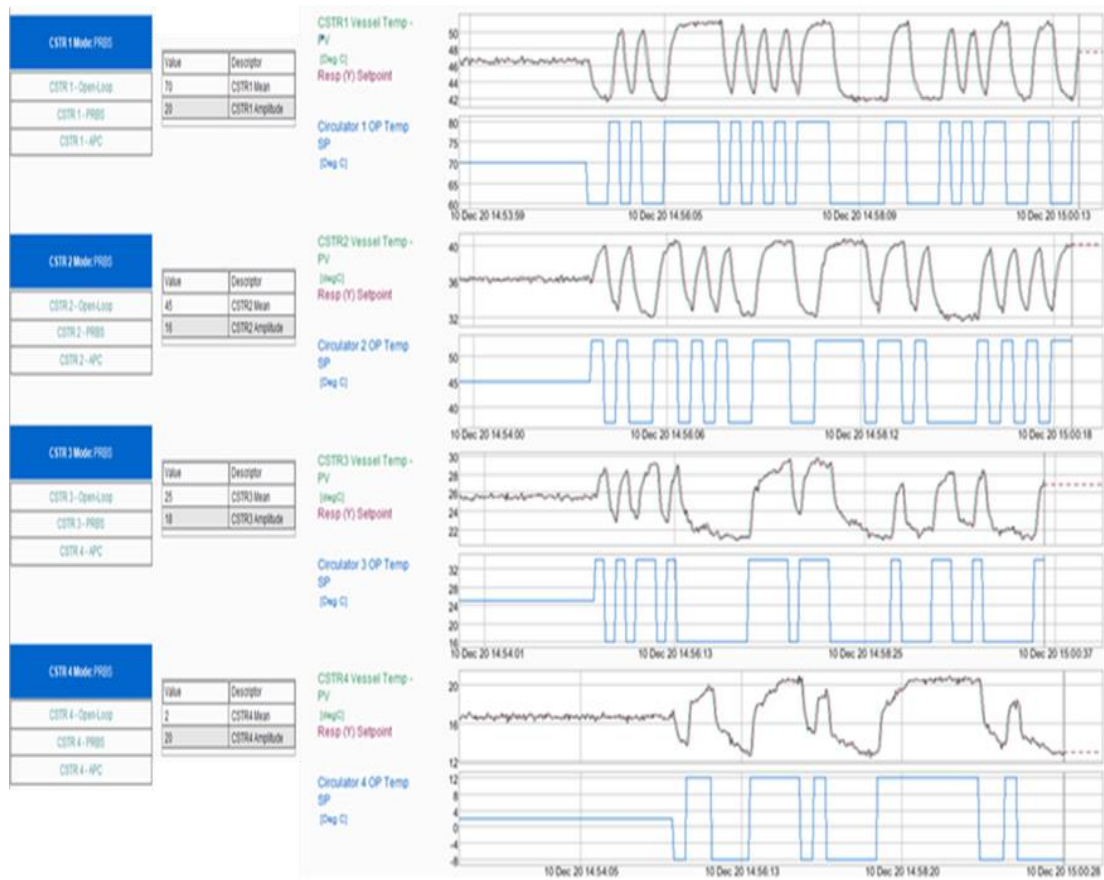 CSTR 1 Mode: PRBS
CSTR 1 - Open-Loop
CSTR 1 - PRBS
CSTR 1 - APC
Value Descriptor
70 CSTR1 Mean
20 CSTR1 Amplitude
CSTR1 Vessel Temp -
PV
[Deg C]
Resp (Y) Setpoint
50
48
46
44
42
Circulator 1 OP Temp
SP
[Deg C]
80
75
70
65
60
10 Dec 20 14:53:59 10 Dec 20 14:56:05 10 Dec 20 14:58:09 10 Dec 20 15:00:13
CSTR 2 Mode: PRBS
CSTR 2 - Open-Loop
CSTR 2 - PRBS
CSTR 2 - APC
Value Descriptor
45 CSTR2 Mean
16 CSTR2 Amplitude
CSTR2 Vessel Temp -
PV
[degC]
Resp (Y) Setpoint
40
36
32
Circulator 2 OP Temp
SP
[Deg C]
50
45
40
10 Dec 20 14:54:00 10 Dec 20 14:56:06 10 Dec 20 14:58:12 10 Dec 20 15:00:18
CSTR 3 Mode: PRBS
CSTR 3 - Open-Loop
CSTR 3 - PRBS
CSTR 4 - APC
Value Descriptor
25 CSTR3 Mean
18 CSTR3 Amplitude
CSTR3 Vessel Temp -
PV
[degC]
Resp (Y) Setpoint
30
28
26
24
22
Circulator 3 OP Temp
SP
[Deg C]
32
28
24
20
16
10 Dec 20 14:54:01 10 Dec 20 14:56:13 10 Dec 20 14:58:25 10 Dec 20 15:00:37
CSTR 4 Mode: PRBS
CSTR 4 - Open-Loop
CSTR 4 - PRBS
CSTR 4 - APC
Value Descriptor
2 CSTR4 Mean
20 CSTR4 Amplitude
CSTR4 Vessel Temp -
PV
[degC]
Resp (Y) Setpoint
20
16
12
Circulator 4 OP Temp
SP
[Deg C]
12
8
4
0
-4
-8
10 Dec 20 14:54:05 10 Dec 20 14:56:13 10 Dec 20 14:58:20 10 Dec 20 15:00:28